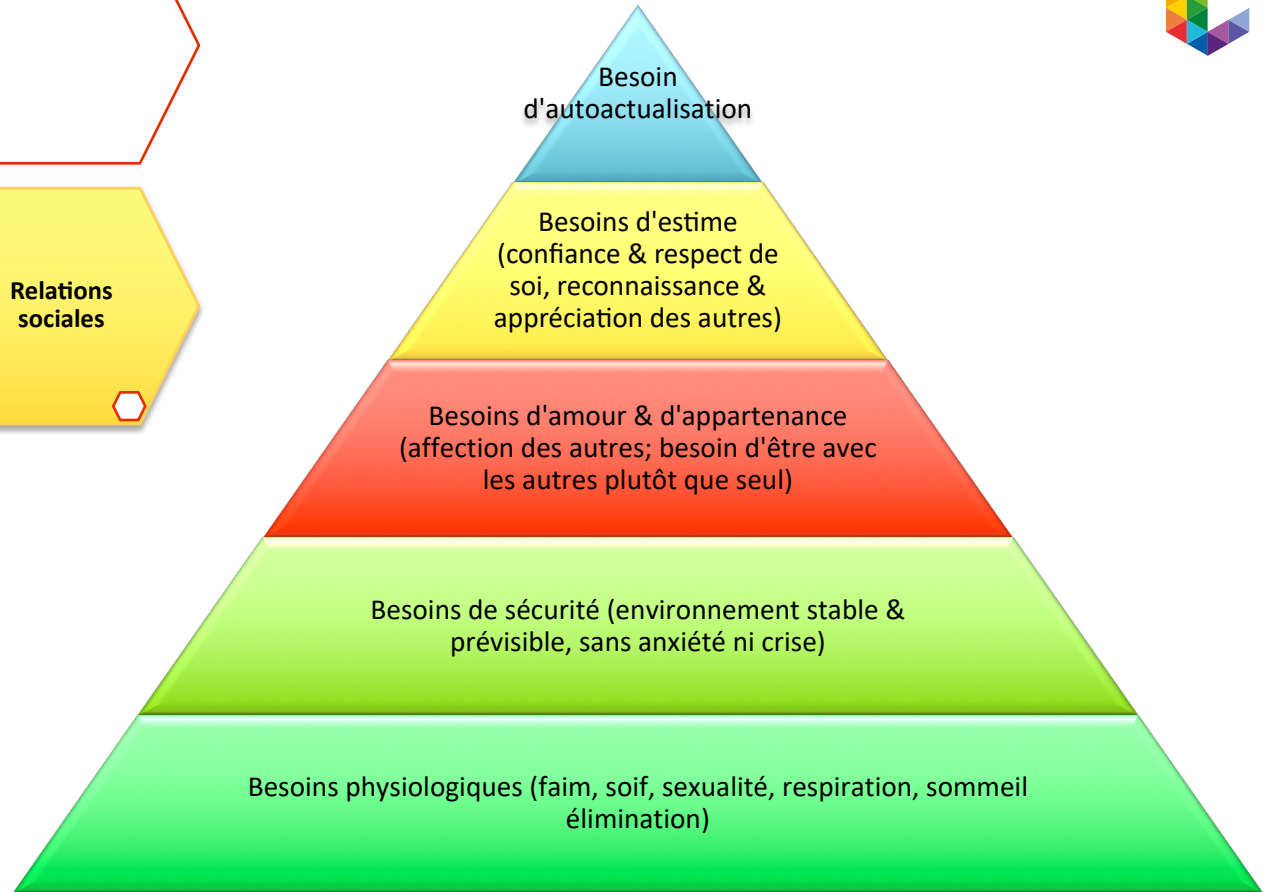 Besoin
d'autoactualisation
Besoins d'estime
(confiance & respect de
soi, reconnaissance &
appréciation des autres)
Relations
sociales
Besoins d'amour & d'appartenance
(affection des autres; besoin d'être avec
les autres plutôt que seul)
Besoins de sécurité (environnement stable &
prévisible, sans anxiété ni crise)
Besoins physiologiques (faim, soif, sexualité, respiration, sommeil
élimination)